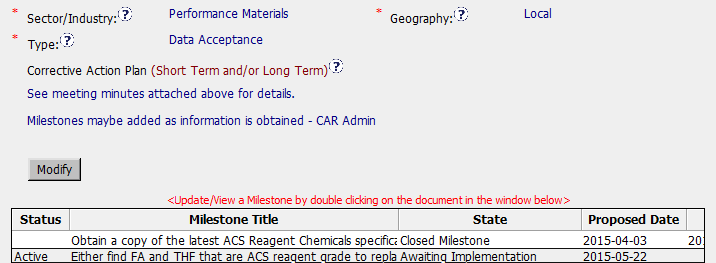 * Sector/Industry:? Performance Materials * Geography:? Local
* Type:? Data Acceptance
Corrective Action Plan (Short Term and/or Long Term)?
See meeting minutes attached above for details.
Milestones maybe added as information is obtained - CAR Admin
Modify
<Update/View a Milestone by double clicking on the document in the window below>
Status Milestone Title State Proposed Date
Obtain a copy of the latest ACS Reagent Chemicals specific Closed Milestone 2015-04-03 201
Active Either find FA and THF that are ACS reagent grade to repla Awaiting Implementation 2015-05-22